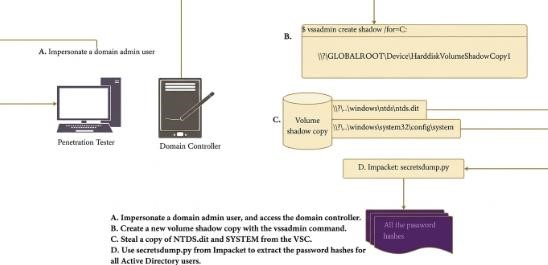 A. Impersonate a domain admin user
Penetration Tester
Domain Controller
B.
$ vssadmin create shadow /for=C:
\\?\GLOBALROOT\Device\HarddiskVolumeShadowCopy1
C.
Volume
shadow copy
\\?\..\windows\ntds\ntds.dit
\\?\..\windows\system32\config\system
D. Impacket: secretsdump.py
All the password
hashes
A. Impersonate a domain admin user, and access the domain controller.
B. Create a new volume shadow copy with the vssadmin command.
C. Steal a copy of NTDS.dit and SYSTEM from the VSC.
D. Use secretsdump.py from Impacket to extract the password hashes for
all Active Directory users.